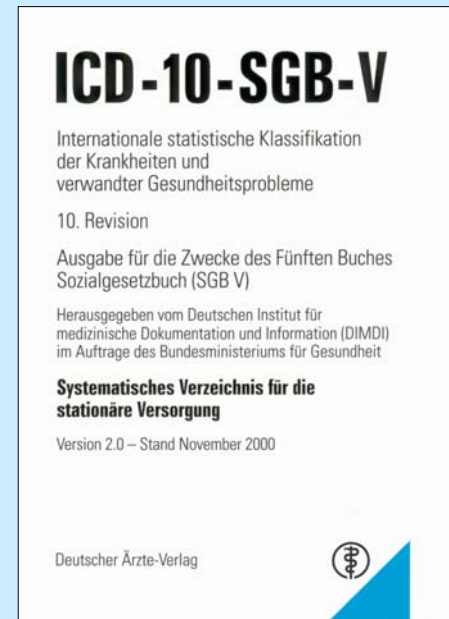 ICD-10-SGB-V
Internationale statistische Klassifikation
der Krankheiten und
verwandter Gesundheitsprobleme
10. Revision
Ausgabe für die Zwecke des Fünften Buches
Sozialgesetzbuch (SGB V)
Herausgegeben vom Deutschen Institut für
medizinische Dokumentation und Information (DIMDI)
im Auftrage des Bundesministeriums für Gesundheit
Systematisches Verzeichnis für die
stationäre Versorgung
Version 2.0 – Stand November 2000
Deutscher Ärzte-Verlag